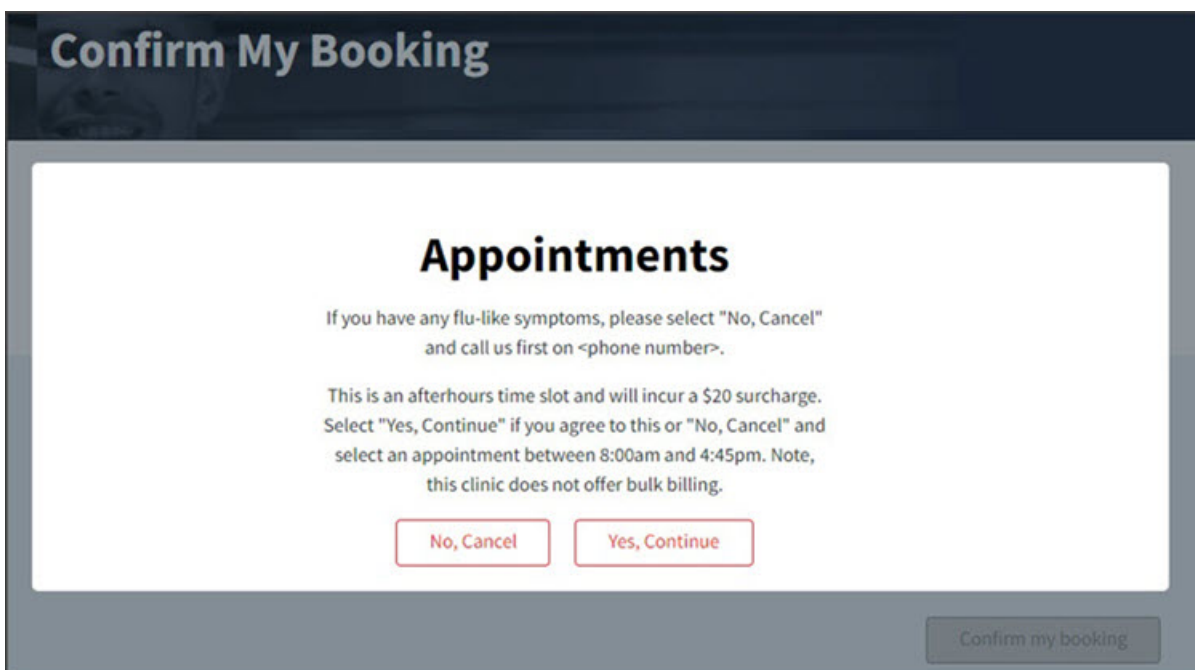 Confirm My Booking
Appointments
If you have any flu-like symptoms, please select "No, Cancel"
and call us first on <phone number>.
This is an afterhours time slot and will incur a $20 surcharge.
Select "Yes, Continue" if you agree to this or "No, Cancel" and
select an appointment between 8:00am and 4:45pm. Note,
this clinic does not offer bulk billing.
No, Cancel
Yes, Continue
Confirm my booking